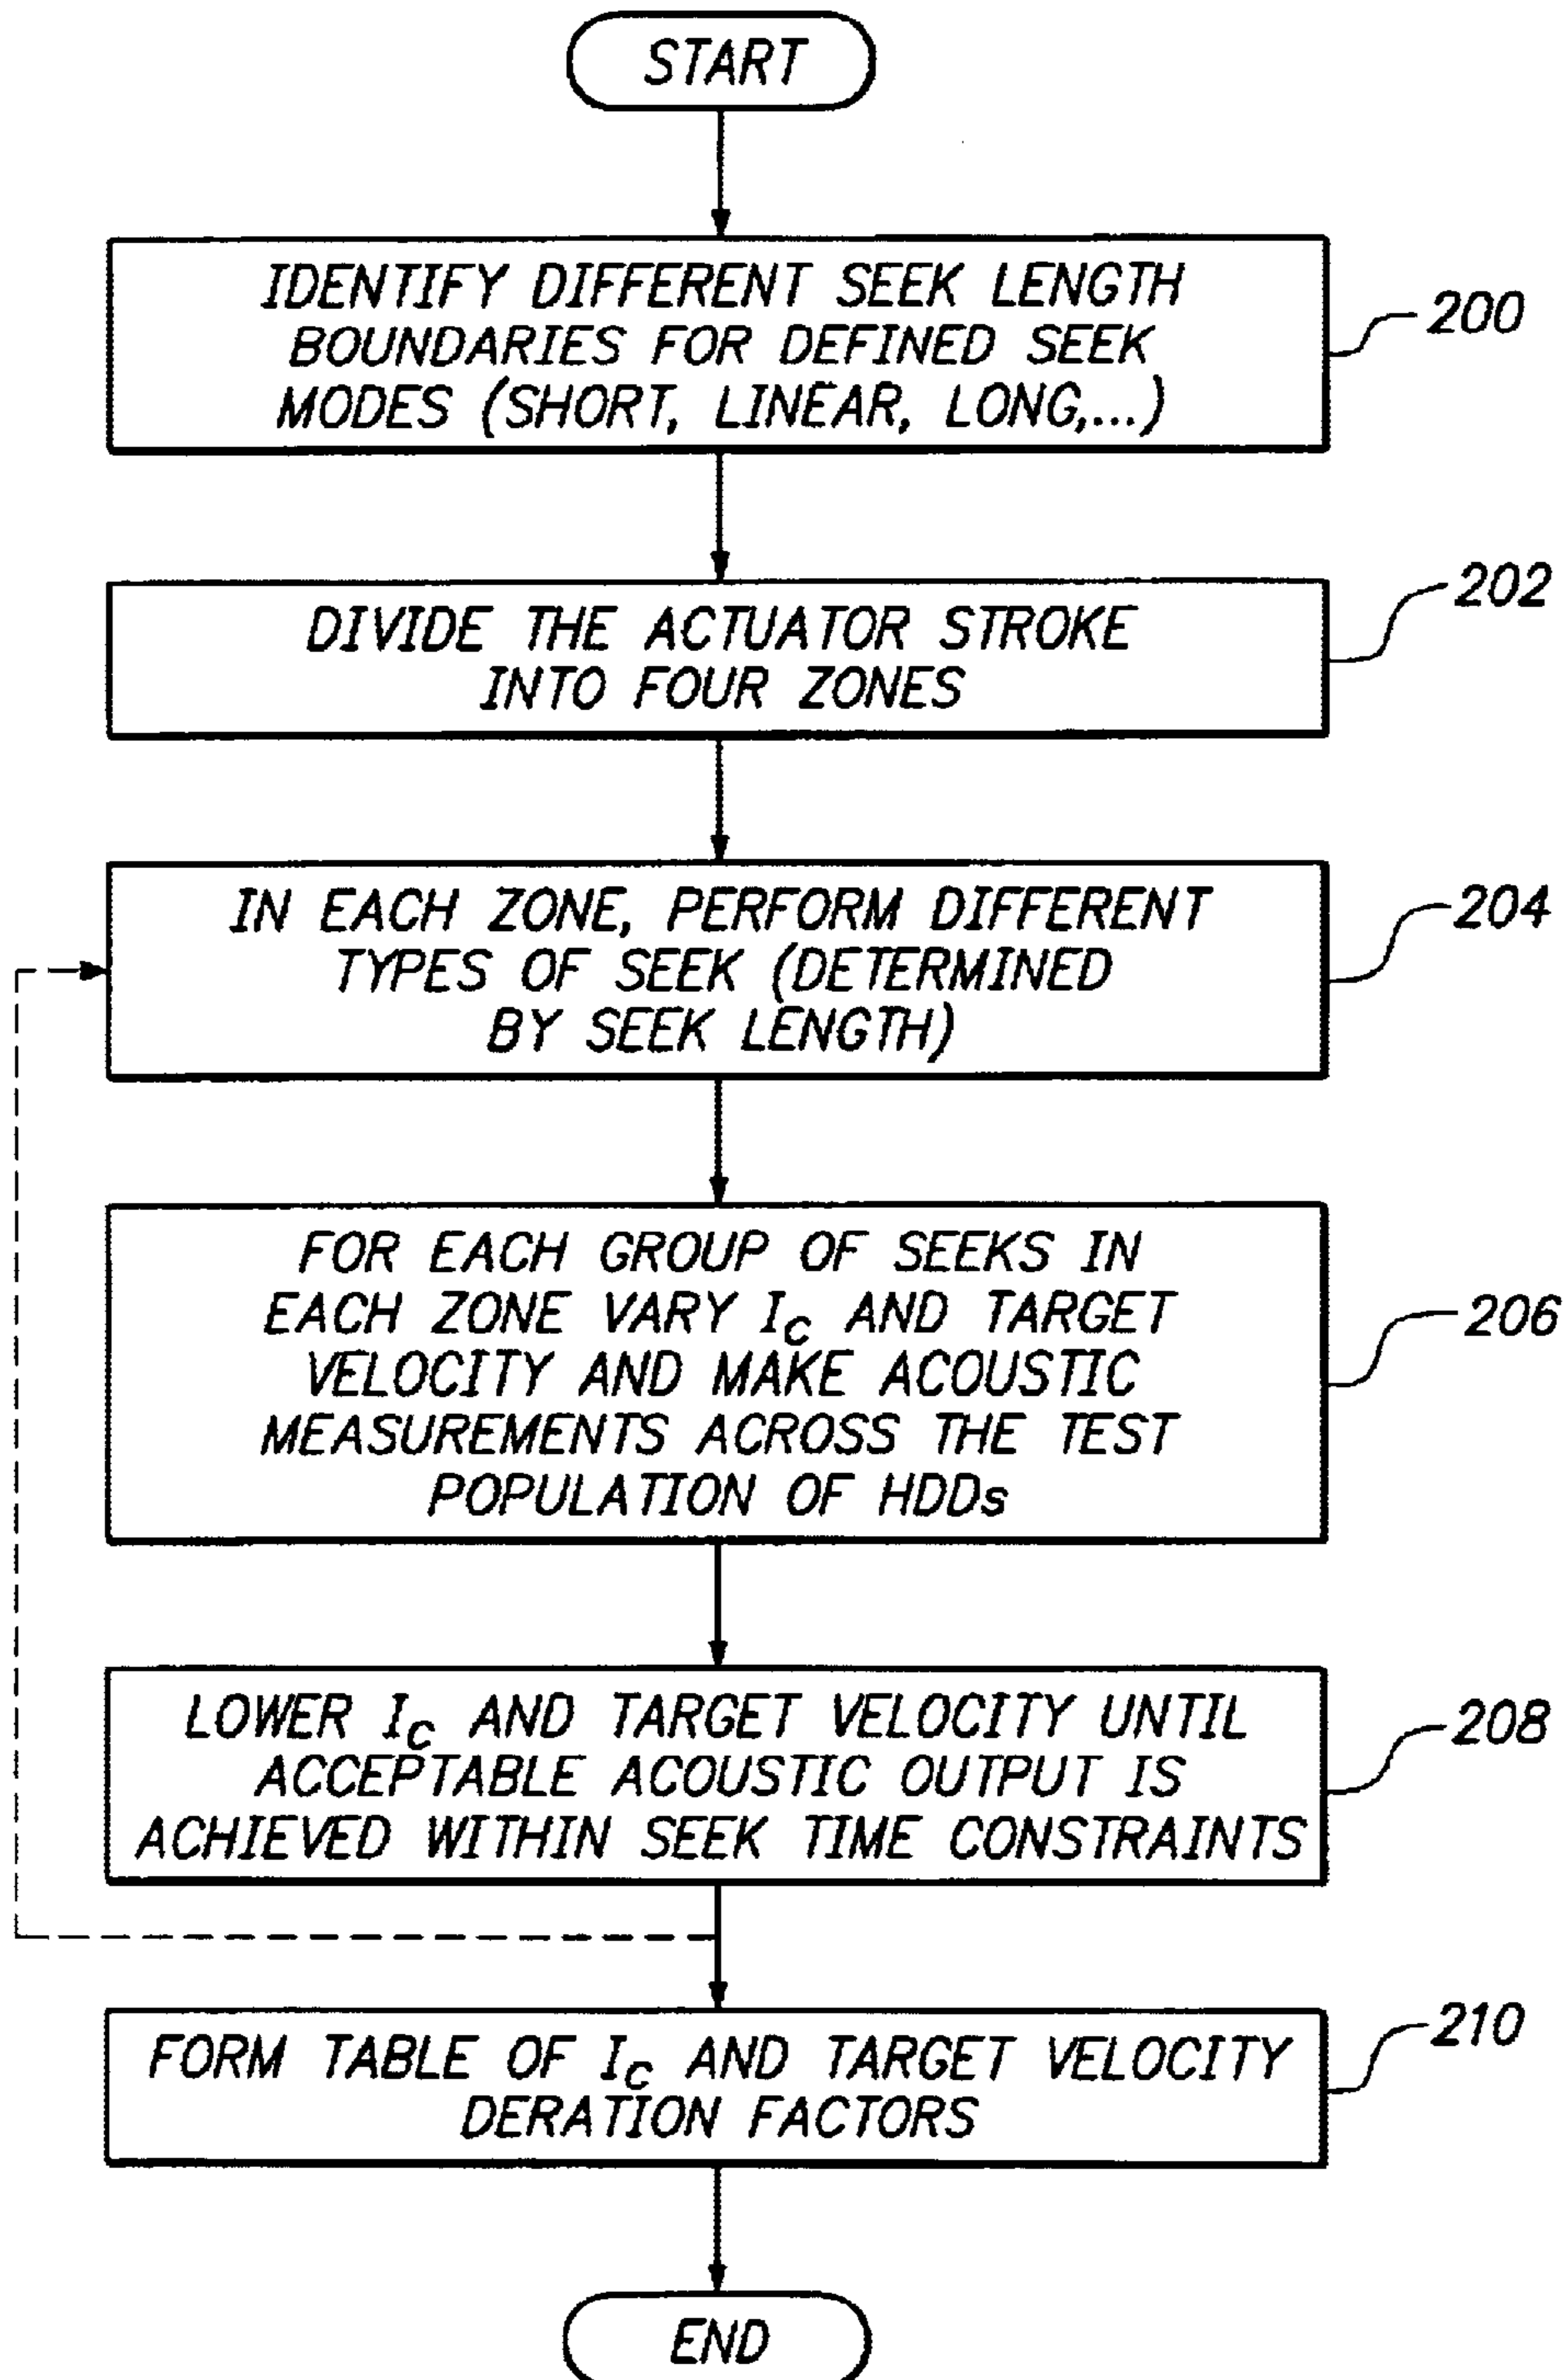 START
IDENTIFY DIFFERENT SEEK LENGTH
BOUNDARIES FOR DEFINED SEEK
MODES (SHORT, LINEAR, LONG,...)
200
DIVIDE THE ACTUATOR STROKE
INTO FOUR ZONES
202
IN EACH ZONE, PERFORM DIFFERENT
TYPES OF SEEK (DETERMINED
BY SEEK LENGTH)
204
FOR EACH GROUP OF SEEKS IN
EACH ZONE VARY IC AND TARGET
VELOCITY AND MAKE ACOUSTIC
MEASUREMENTS ACROSS THE TEST
POPULATION OF HDDs
206
LOWER IC AND TARGET VELOCITY UNTIL
ACCEPTABLE ACOUSTIC OUTPUT IS
ACHIEVED WITHIN SEEK TIME CONSTRAINTS
208
FORM TABLE OF IC AND TARGET VELOCITY
DERATION FACTORS
210
END